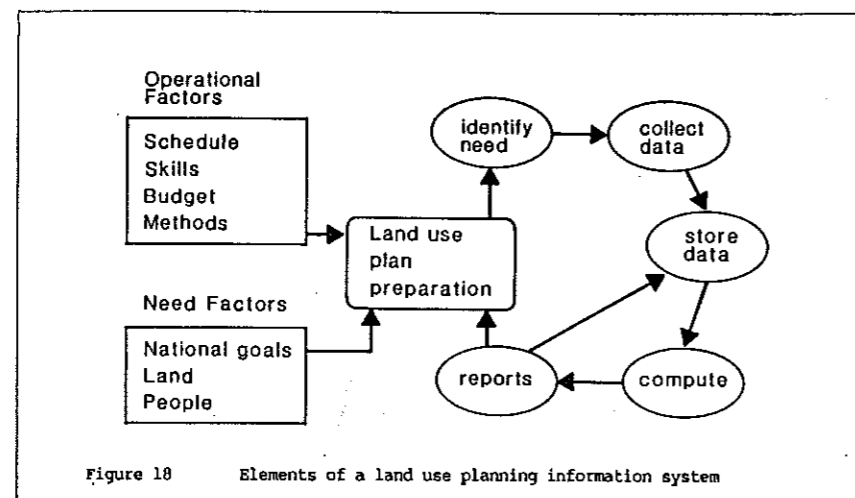 Operational
Factors
Schedule
Skills
Budget
Methods
Need Factors
National goals
Land
People
Land use
plan
preparation
identify
need
collect
data
store
data
compute
reports
Figure 18 Elements of a land use planning information system